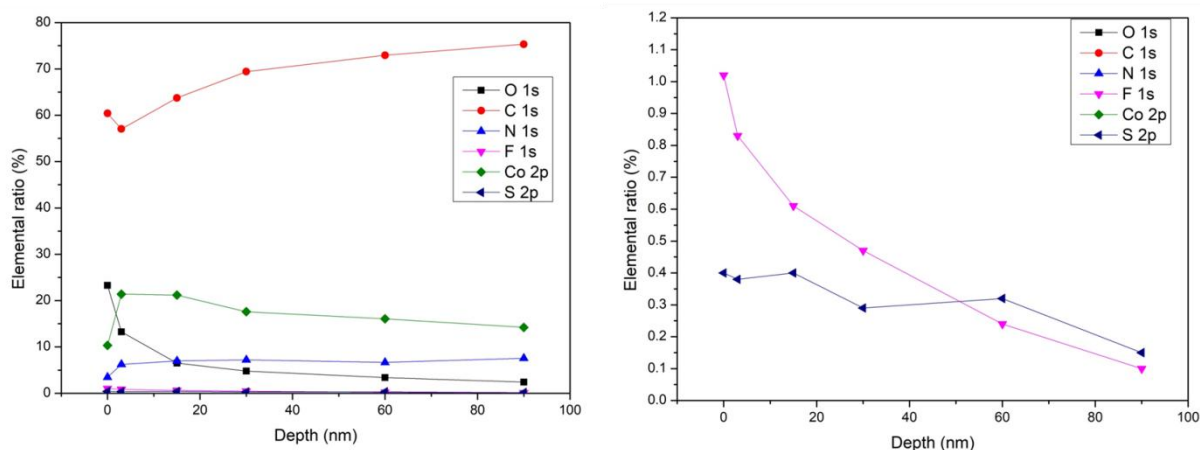 80
70
60
50
40
30
20
10
0
Elemental ratio (%)
O 1s
C 1s
N 1s
F 1s
Co 2p
S 2p
0 20 40 60 80 100
Depth (nm)
1.2
1.1
1.0
0.9
0.8
0.7
0.6
0.5
0.4
0.3
0.2
0.1
0.0
Elemental ratio (%)
O 1s
C 1s
N 1s
F 1s
Co 2p
S 2p
0 20 40 60 80 100
Depth (nm)